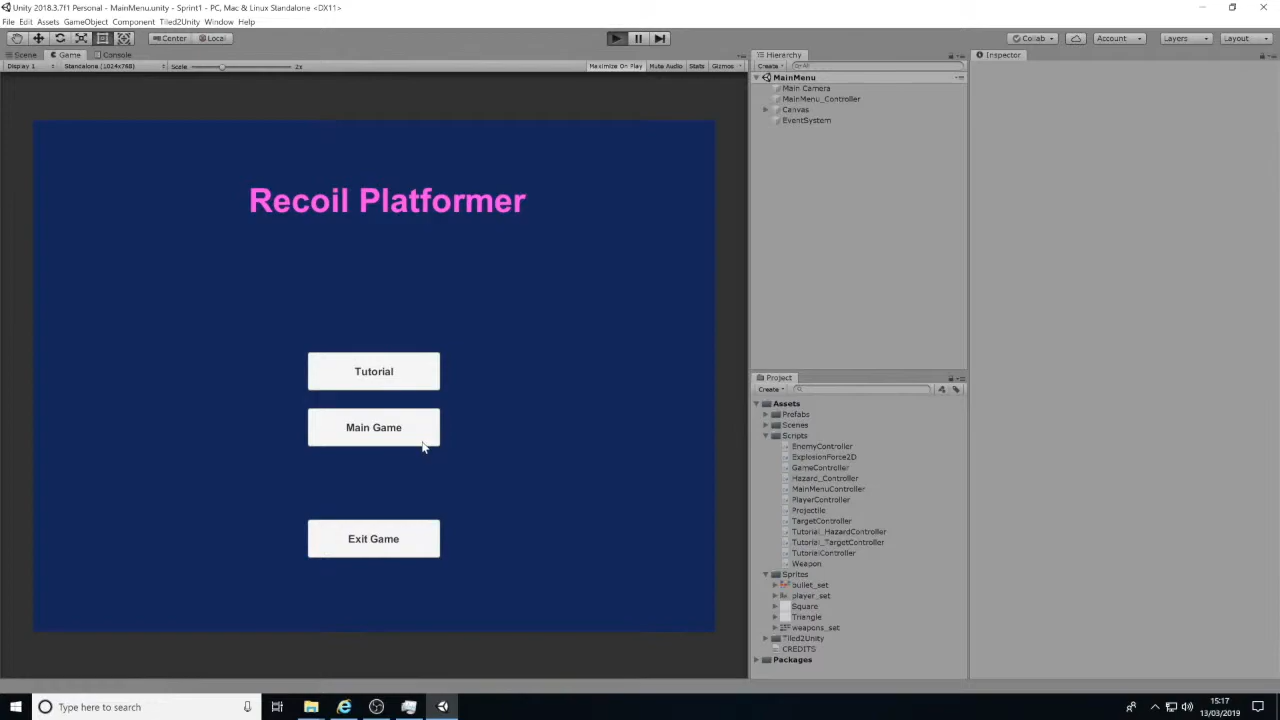 Unity 2018.3.7f1 Personal - MainMenu.unity - Sprint1 - PC, Mac & Linux Standalone <DX11>
File Edit Assets GameObject Component Tiled2Unity Window Help
Center Local Collab Account Layers Layout
Scene Game Console
Display 1 Standalone (1024x768) Scale 2x Maximize On Play Mute Audio Stats Gizmos
Recoil Platformer
Tutorial
Main Game
Exit Game
Hierarchy
Create All
MainMenu
Main Camera
MainMenu_Controller
Canvas
EventSystem
Inspector
Project
Create
Assets
Prefabs
Scenes
Scripts
EnemyController
ExplosionForce2D
GameController
Hazard_Controller
MainMenuController
PlayerController
Projectile
TargetController
Tutorial_HazardController
Tutorial_TargetController
TutorialController
Weapon
Sprites
bullet_set
player_set
Square
Triangle
weapons_set
Tiled2Unity
CREDITS
Packages
Type here to search
15:17
13/03/2019